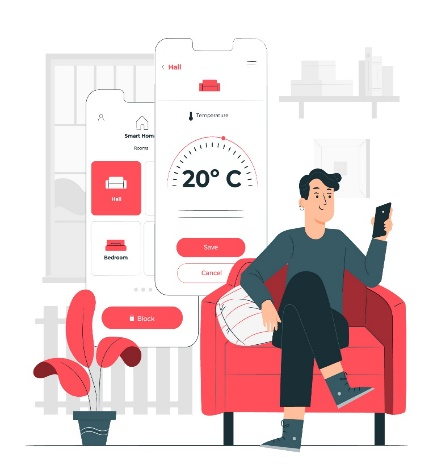 Hall
Temperature
20° C
Save
Cancel
Smart Home
Rooms
Hall
Bedroom
Block